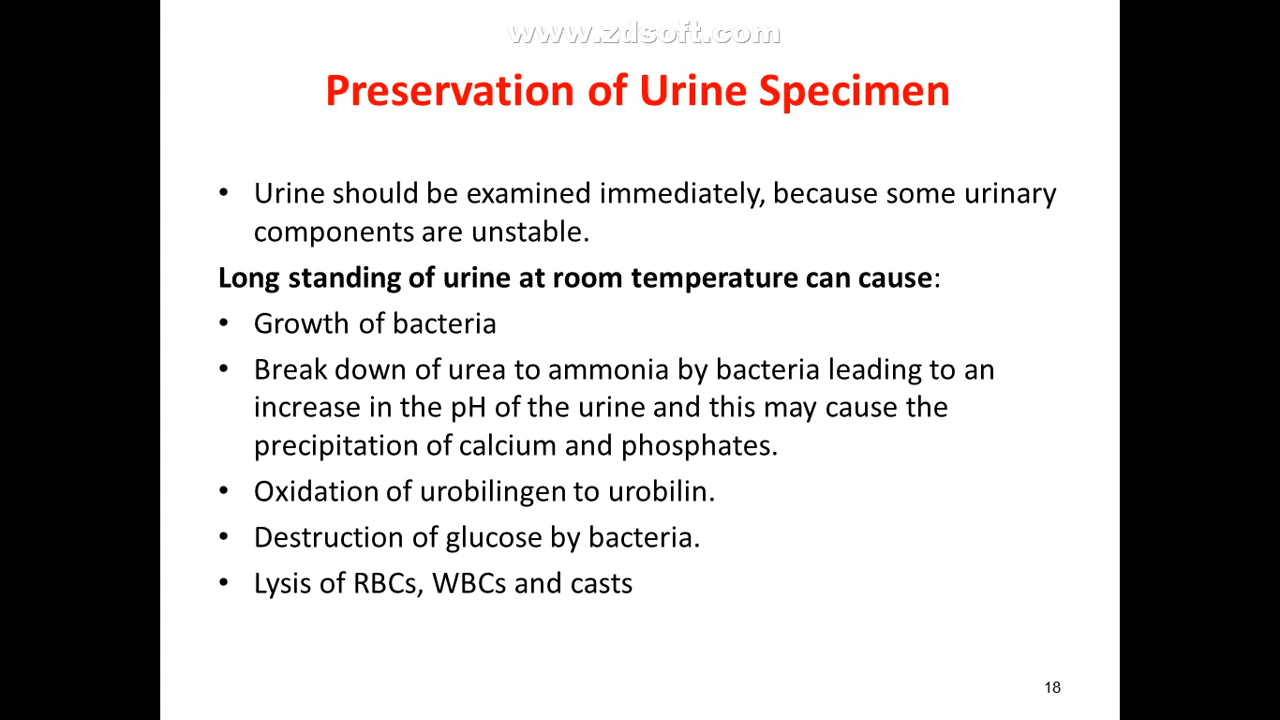 www.zdsoft.com
Preservation of Urine Specimen
• Urine should be examined immediately, because some urinary
components are unstable.
Long standing of urine at room temperature can cause:
• Growth of bacteria
• Break down of urea to ammonia by bacteria leading to an
increase in the pH of the urine and this may cause the
precipitation of calcium and phosphates.
• Oxidation of urobilingen to urobilin.
• Destruction of glucose by bacteria.
• Lysis of RBCs, WBCs and casts
18